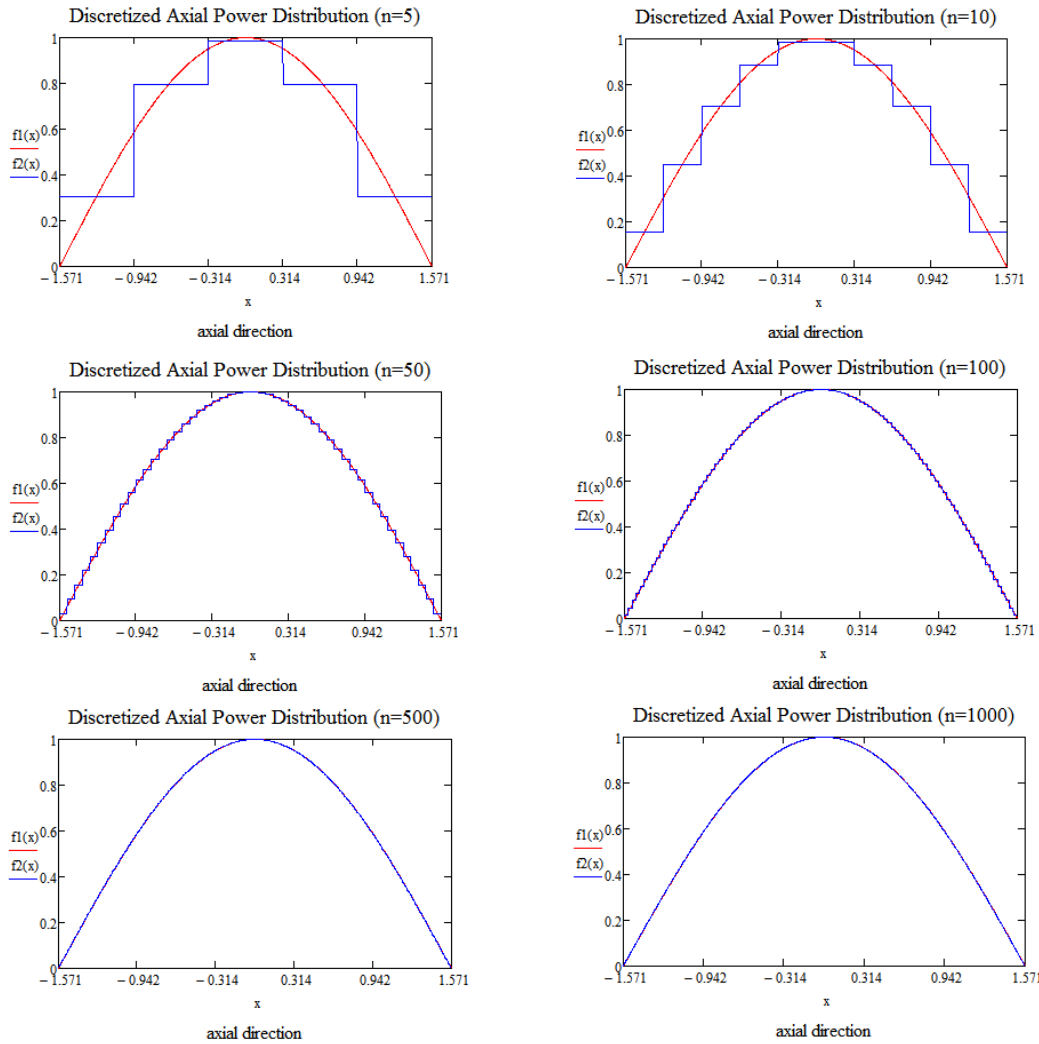 Discretized Axial Power Distribution (n=5)
1
0.8
0.6
f1(x)
f2(x)
0.4
0.2
0
−1.571 −0.942 −0.314 0.314 0.942 1.571
x
axial direction
Discretized Axial Power Distribution (n=10)
1
0.8
0.6
f1(x)
f2(x)
0.4
0.2
0
−1.571 −0.942 −0.314 0.314 0.942 1.571
x
axial direction
Discretized Axial Power Distribution (n=50)
1
0.8
0.6
f1(x)
f2(x)
0.4
0.2
0
−1.571 −0.942 −0.314 0.314 0.942 1.571
x
axial direction
Discretized Axial Power Distribution (n=100)
1
0.8
0.6
f1(x)
f2(x)
0.4
0.2
0
−1.571 −0.942 −0.314 0.314 0.942 1.571
x
axial direction
Discretized Axial Power Distribution (n=500)
1
0.8
0.6
f1(x)
f2(x)
0.4
0.2
0
−1.571 −0.942 −0.314 0.314 0.942 1.571
x
axial direction
Discretized Axial Power Distribution (n=1000)
1
0.8
0.6
f1(x)
f2(x)
0.4
0.2
0
−1.571 −0.942 −0.314 0.314 0.942 1.571
x
axial direction